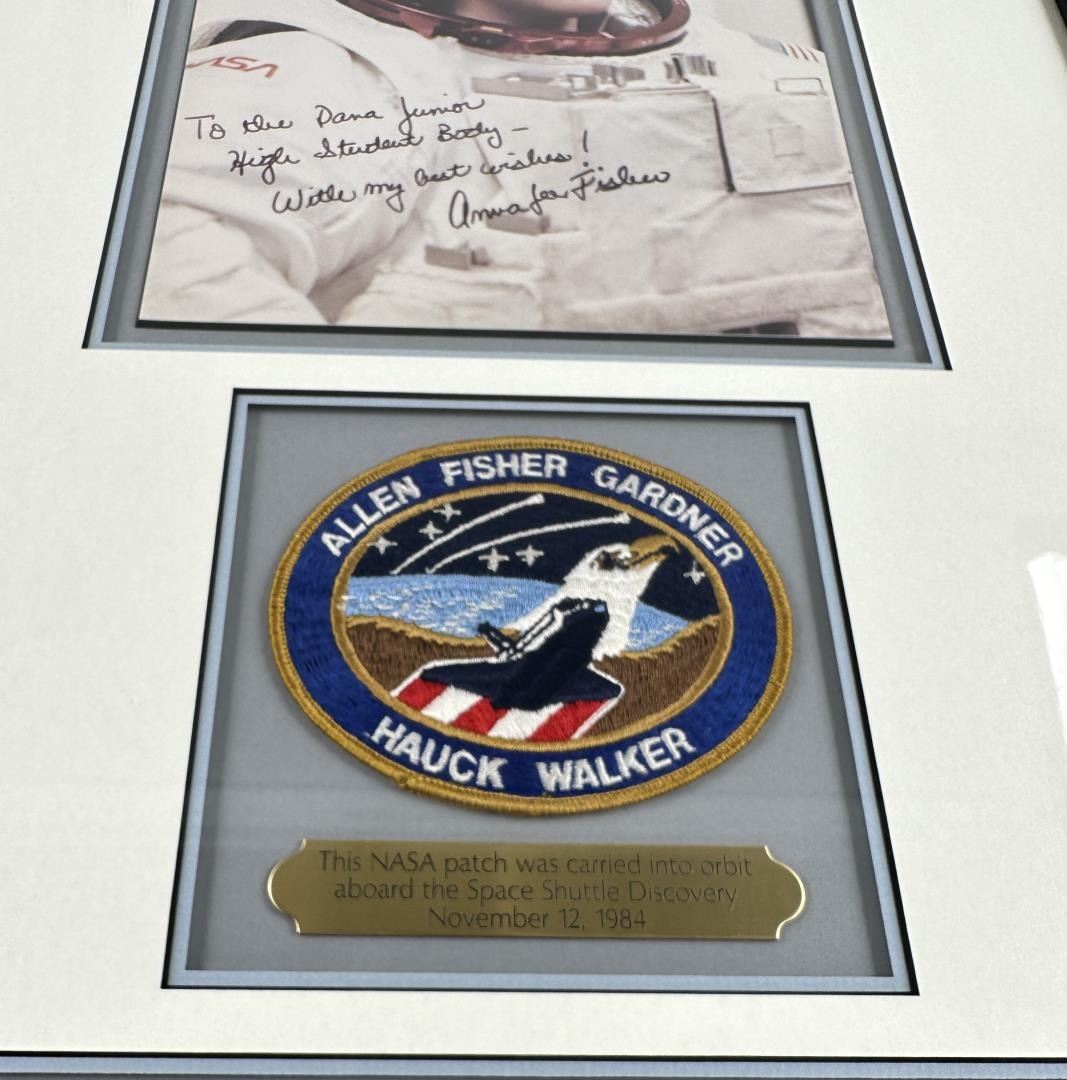 NASA
To the Dana Junior
High Student Body —
With my best wishes!
Anna Lee Fisher
ALLEN FISHER GARDNER
HAUCK WALKER
This NASA patch was carried into orbit
aboard the Space Shuttle Discovery
November 12, 1984